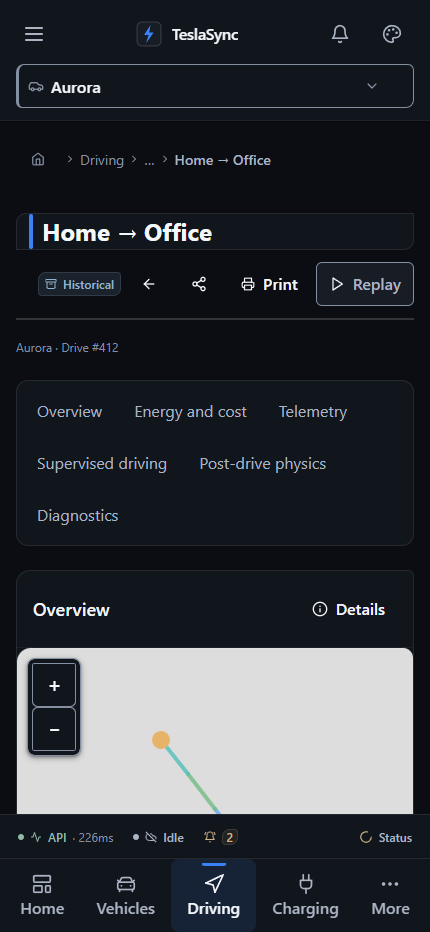 TeslaSync
Aurora
Driving ... Home → Office
Home → Office
Historical Print Replay
Aurora · Drive #412
Overview Energy and cost Telemetry
Supervised driving Post-drive physics
Diagnostics
Overview Details
+
−
API · 226ms Idle 2 Status
Home Vehicles Driving Charging More